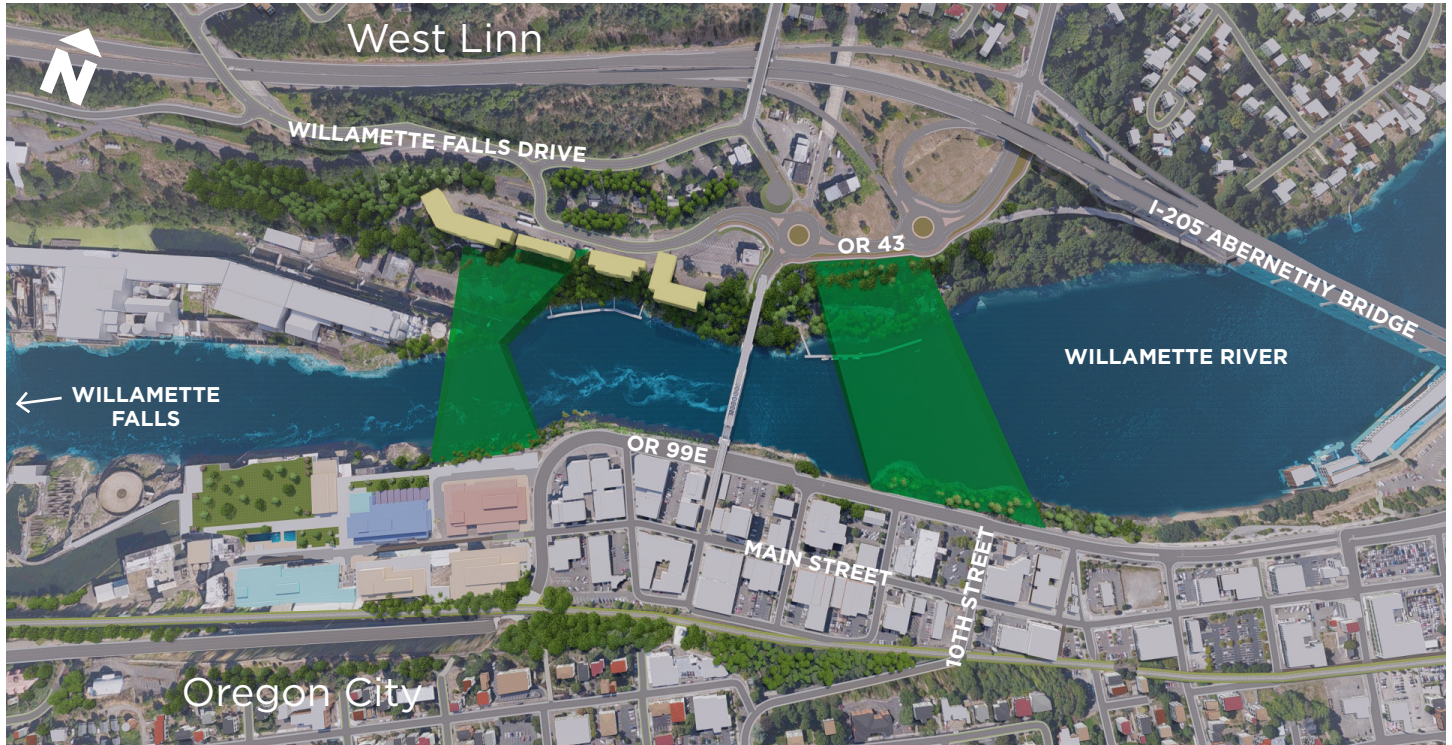 West Linn
N
WILLAMETTE FALLS DRIVE
I-205 ABERNETHY BRIDGE
OR 43
WILLAMETTE RIVER
WILLAMETTE
FALLS
OR 99E
MAIN STREET
10TH STREET
Oregon City